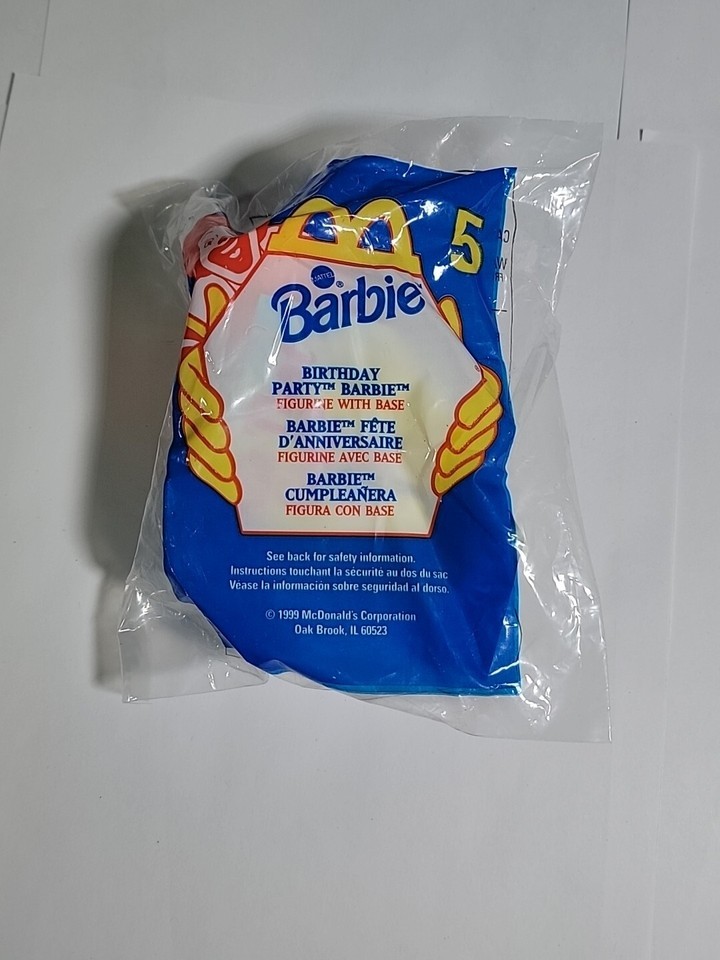 5
MATTEL
Barbie®
BIRTHDAY
PARTY™ BARBIE™
FIGURINE WITH BASE
BARBIE™ FÊTE
D'ANNIVERSAIRE
FIGURINE AVEC BASE
BARBIE™
CUMPLEAÑERA
FIGURA CON BASE
See back for safety information.
Instructions touchant la sécurité au dos du sac
Véase la información sobre seguridad al dorso.
© 1999 McDonald's Corporation
Oak Brook, IL 60523